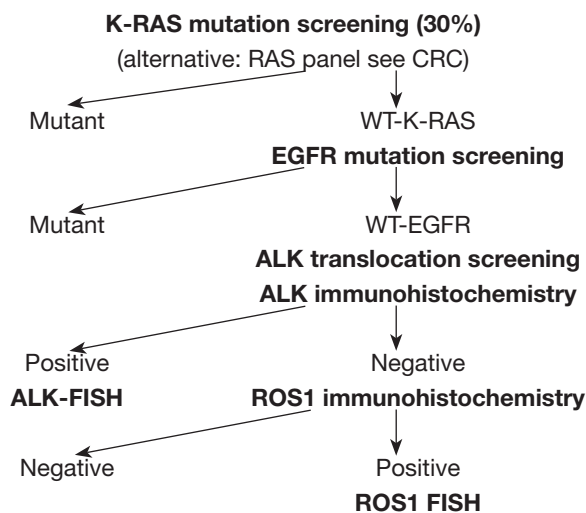 K-RAS mutation screening (30%)
(alternative: RAS panel see CRC)
Mutant WT-K-RAS
EGFR mutation screening
Mutant WT-EGFR
ALK translocation screening
ALK immunohistochemistry
Positive Negative
ALK-FISH ROS1 immunohistochemistry
Negative Positive
ROS1 FISH